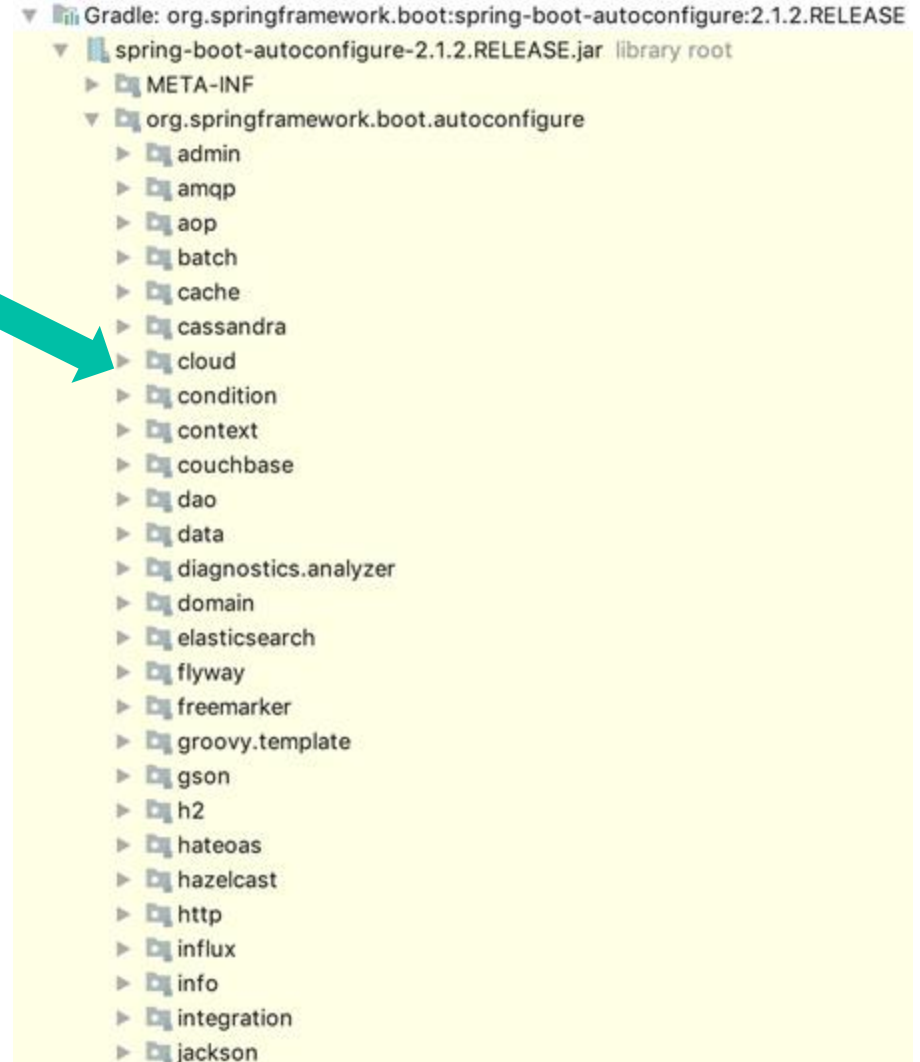 Gradle: org.springframework.boot:spring-boot-autoconfigure:2.1.2.RELEASE
spring-boot-autoconfigure-2.1.2.RELEASE.jar library root
META-INF
org.springframework.boot.autoconfigure
admin
amqp
aop
batch
cache
cassandra
cloud
condition
context
couchbase
dao
data
diagnostics.analyzer
domain
elasticsearch
flyway
freemarker
groovy.template
gson
h2
hateoas
hazelcast
http
influx
info
integration
jackson